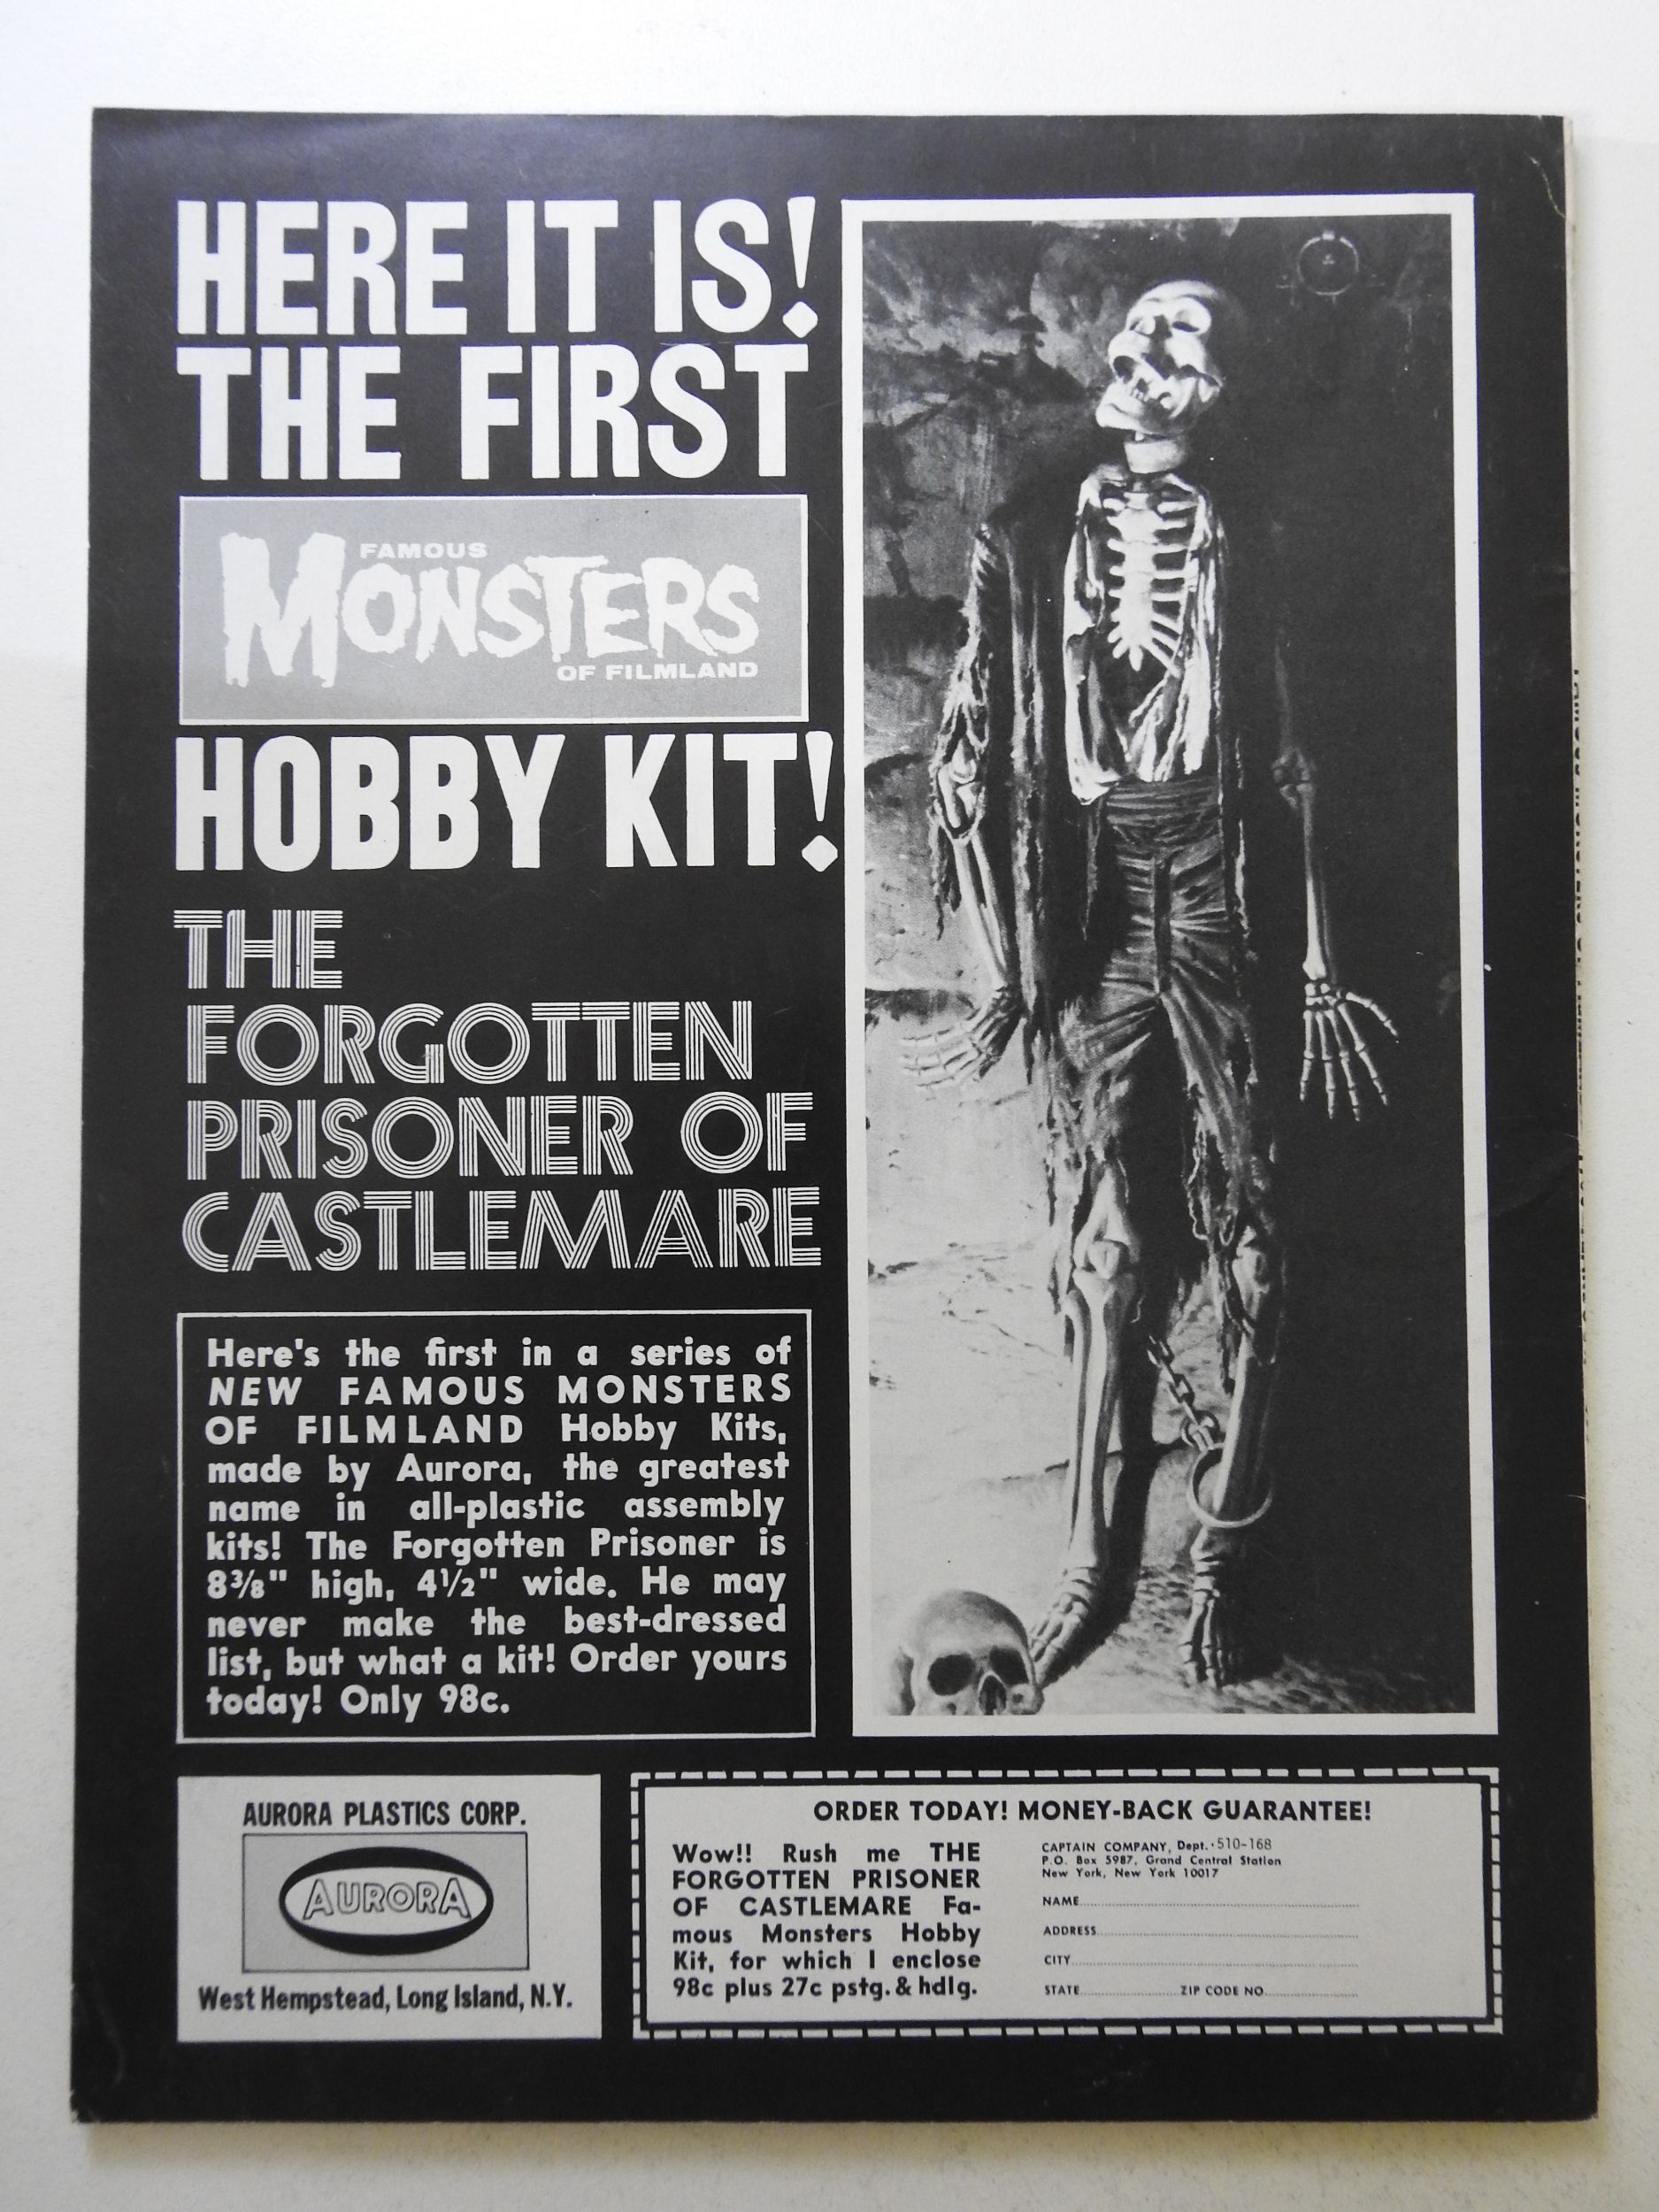 HERE IT IS!
THE FIRST
FAMOUS
MONSTERS
OF FILMLAND
HOBBY KIT!
THE
FORGOTTEN
PRISONER OF
CASTLEMARE
Here's the first in a series of
NEW FAMOUS MONSTERS
OF FILMLAND Hobby Kits,
made by Aurora, the greatest
name in all-plastic assembly
kits! The Forgotten Prisoner is
8⅜" high, 4½" wide. He may
never make the best-dressed
list, but what a kit! Order yours
today! Only 98c.
AURORA PLASTICS CORP.
AURORA
West Hempstead, Long Island, N.Y.
ORDER TODAY! MONEY-BACK GUARANTEE!
Wow!! Rush me THE
FORGOTTEN PRISONER
OF CASTLEMARE Fa-
mous Monsters Hobby
Kit, for which I enclose
98c plus 27c pstg. & hdlg.
CAPTAIN COMPANY, Dept. 510-168
P.O. Box 5987, Grand Central Station
New York, New York 10017
NAME
ADDRESS
CITY
STATE ZIP CODE NO.